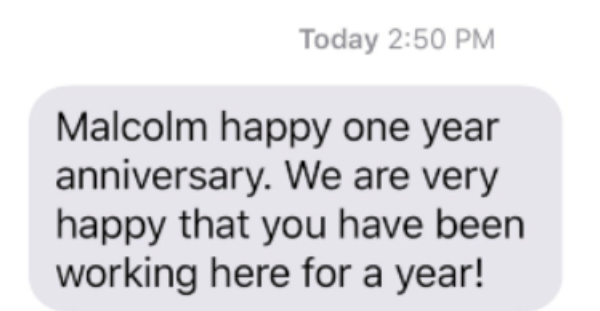 Today 2:50 PM
Malcolm happy one year
anniversary. We are very
happy that you have been
working here for a year!